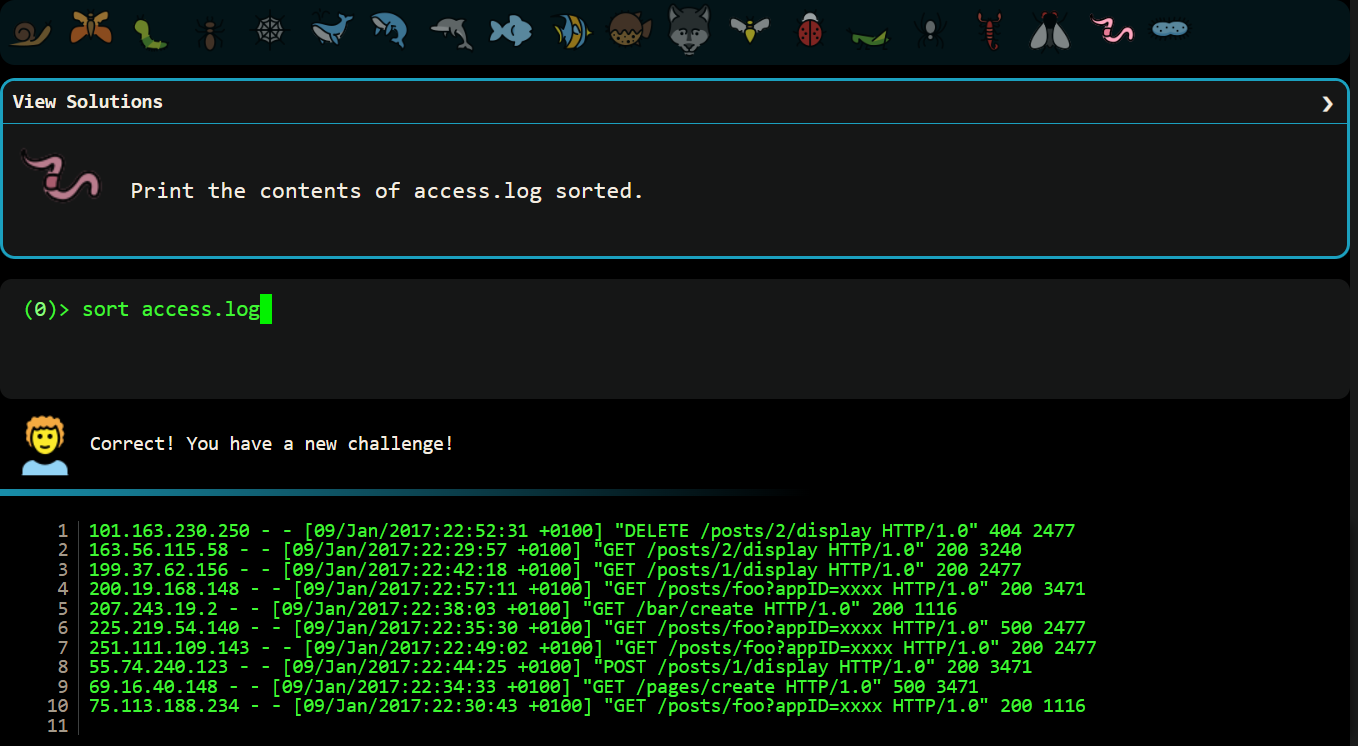 View Solutions ❯
Print the contents of access.log sorted.
(0)> sort access.log
Correct! You have a new challenge!
1 101.163.230.250 - - [09/Jan/2017:22:52:31 +0100] "DELETE /posts/2/display HTTP/1.0" 404 2477
2 163.56.115.58 - - [09/Jan/2017:22:29:57 +0100] "GET /posts/2/display HTTP/1.0" 200 3240
3 199.37.62.156 - - [09/Jan/2017:22:42:18 +0100] "GET /posts/1/display HTTP/1.0" 200 2477
4 200.19.168.148 - - [09/Jan/2017:22:57:11 +0100] "GET /posts/foo?appID=xxxx HTTP/1.0" 200 3471
5 207.243.19.2 - - [09/Jan/2017:22:38:03 +0100] "GET /bar/create HTTP/1.0" 200 1116
6 225.219.54.140 - - [09/Jan/2017:22:35:30 +0100] "GET /posts/foo?appID=xxxx HTTP/1.0" 500 2477
7 251.111.109.143 - - [09/Jan/2017:22:49:02 +0100] "GET /posts/foo?appID=xxxx HTTP/1.0" 200 2477
8 55.74.240.123 - - [09/Jan/2017:22:44:25 +0100] "POST /posts/1/display HTTP/1.0" 200 3471
9 69.16.40.148 - - [09/Jan/2017:22:34:33 +0100] "GET /pages/create HTTP/1.0" 500 3471
10 75.113.188.234 - - [09/Jan/2017:22:30:43 +0100] "GET /posts/foo?appID=xxxx HTTP/1.0" 200 1116
11